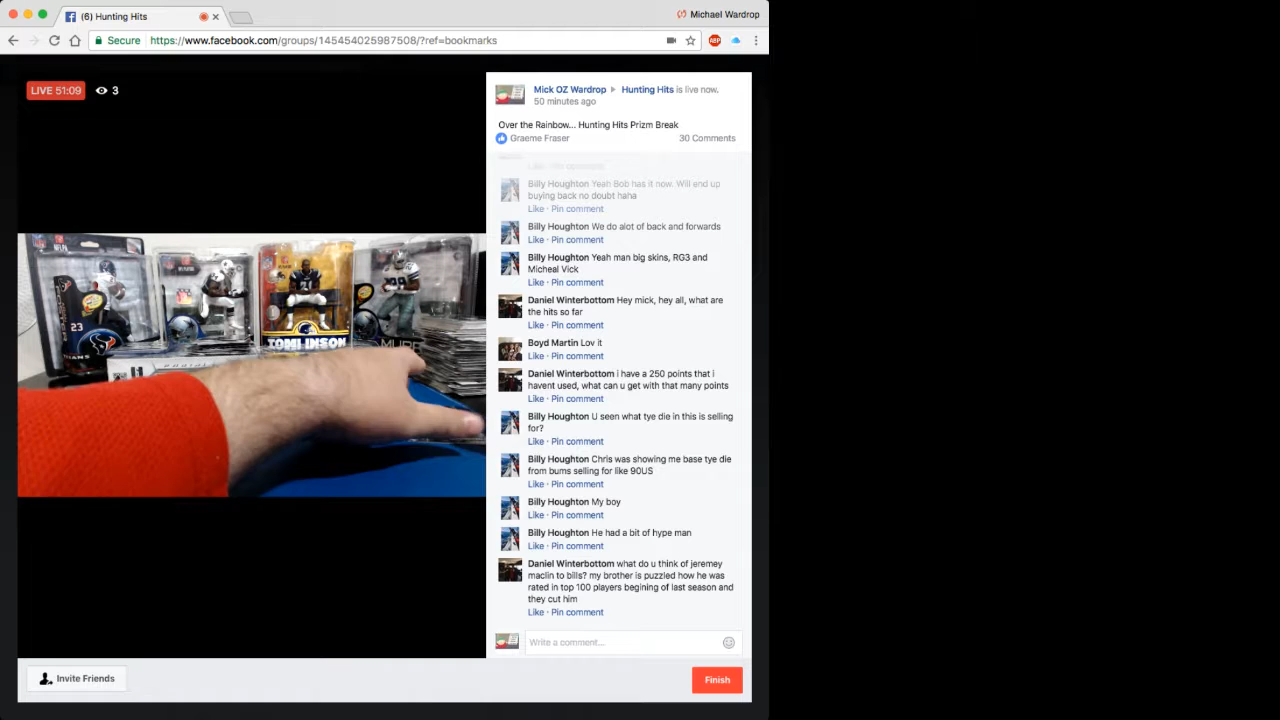 (6) Hunting Hits
Michael Wardrop
Secure https://www.facebook.com/groups/145454025987508/?ref=bookmarks
ABP
LIVE 51:09 3
Mick OZ Wardrop Hunting Hits is live now.
50 minutes ago
Over the Rainbow... Hunting Hits Prizm Break
Graeme Fraser 30 Comments
Like · Pin comment
Billy Houghton Yeah Bob has it now. Will end up
buying back no doubt haha
Like · Pin comment
Billy Houghton We do alot of back and forwards
Like · Pin comment
Billy Houghton Yeah man big skins, RG3 and
Micheal Vick
Like · Pin comment
Daniel Winterbottom Hey mick, hey all, what are
the hits so far
Like · Pin comment
Boyd Martin Lov it
Like · Pin comment
Daniel Winterbottom i have a 250 points that i
havent used, what can u get with that many points
Like · Pin comment
Billy Houghton U seen what tye die in this is selling
for?
Like · Pin comment
Billy Houghton Chris was showing me base tye die
from bums selling for like 90US
Like · Pin comment
Billy Houghton My boy
Like · Pin comment
Billy Houghton He had a bit of hype man
Like · Pin comment
Daniel Winterbottom what do u think of jeremey
maclin to bills? my brother is puzzled how he was
rated in top 100 players begining of last season and
they cut him
Like · Pin comment
Write a comment...
Invite Friends
Finish
23
TOMLINSON